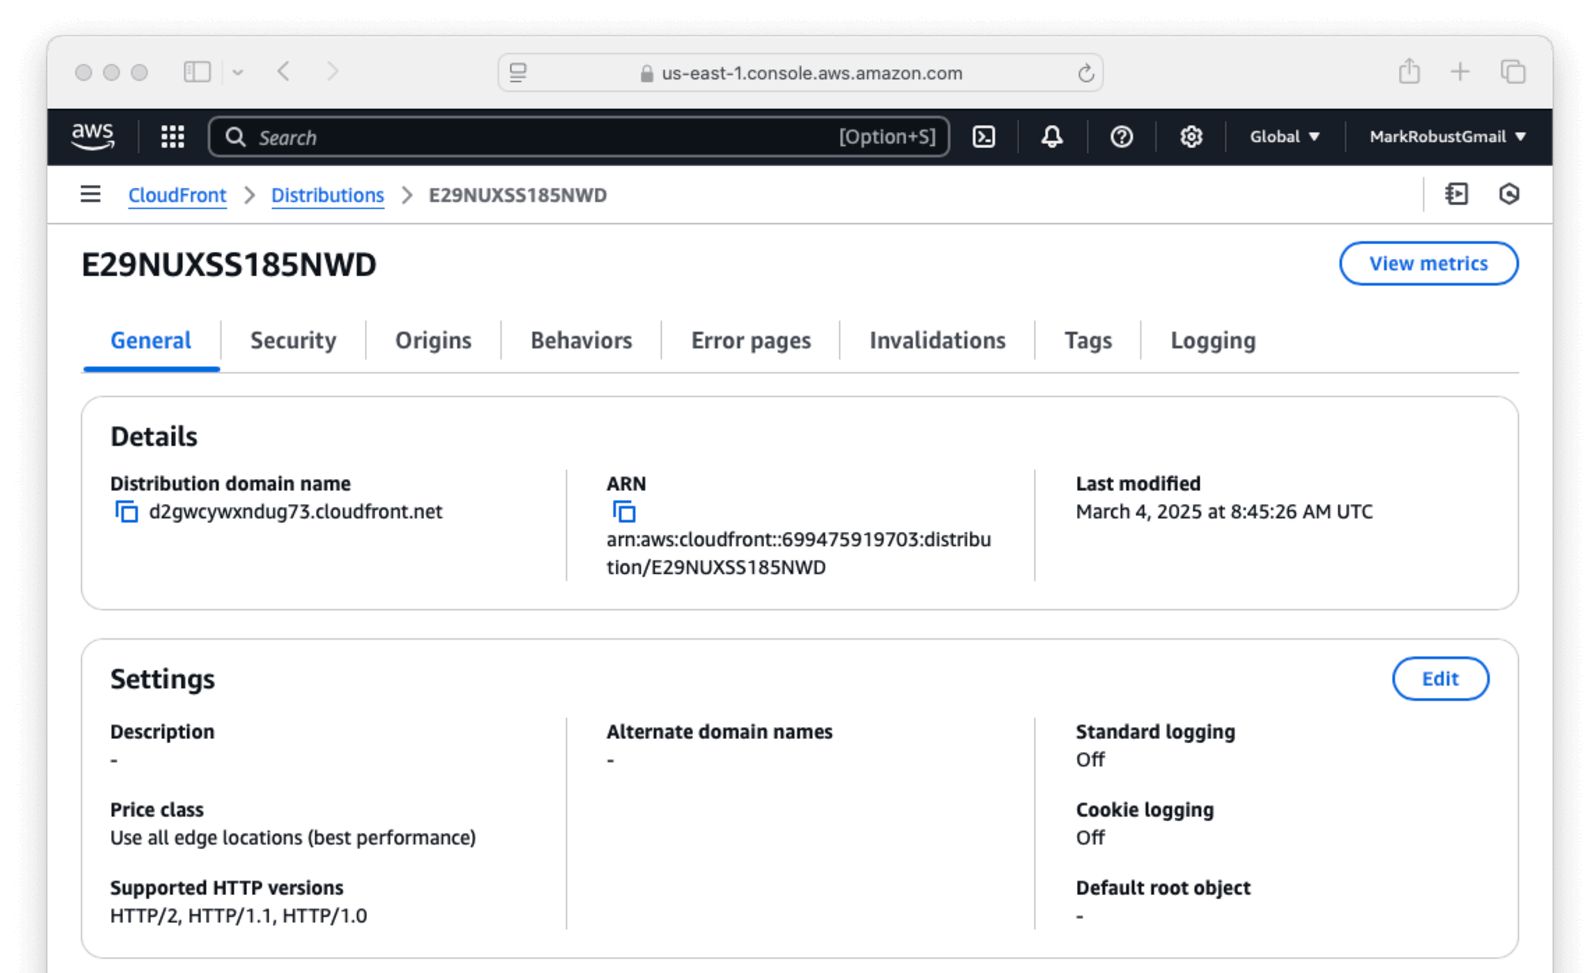 us-east-1.console.aws.amazon.com
aws
Search
[Option+S]
Global
MarkRobustGmail
CloudFront
Distributions
E29NUXSS185NWD
E29NUXSS185NWD
View metrics
General
Security
Origins
Behaviors
Error pages
Invalidations
Tags
Logging
Details
Distribution domain name
d2gwcywxndug73.cloudfront.net
ARN
arn:aws:cloudfront::699475919703:distribu
tion/E29NUXSS185NWD
Last modified
March 4, 2025 at 8:45:26 AM UTC
Settings
Edit
Description
-
Price class
Use all edge locations (best performance)
Supported HTTP versions
HTTP/2, HTTP/1.1, HTTP/1.0
Alternate domain names
-
Standard logging
Off
Cookie logging
Off
Default root object
-